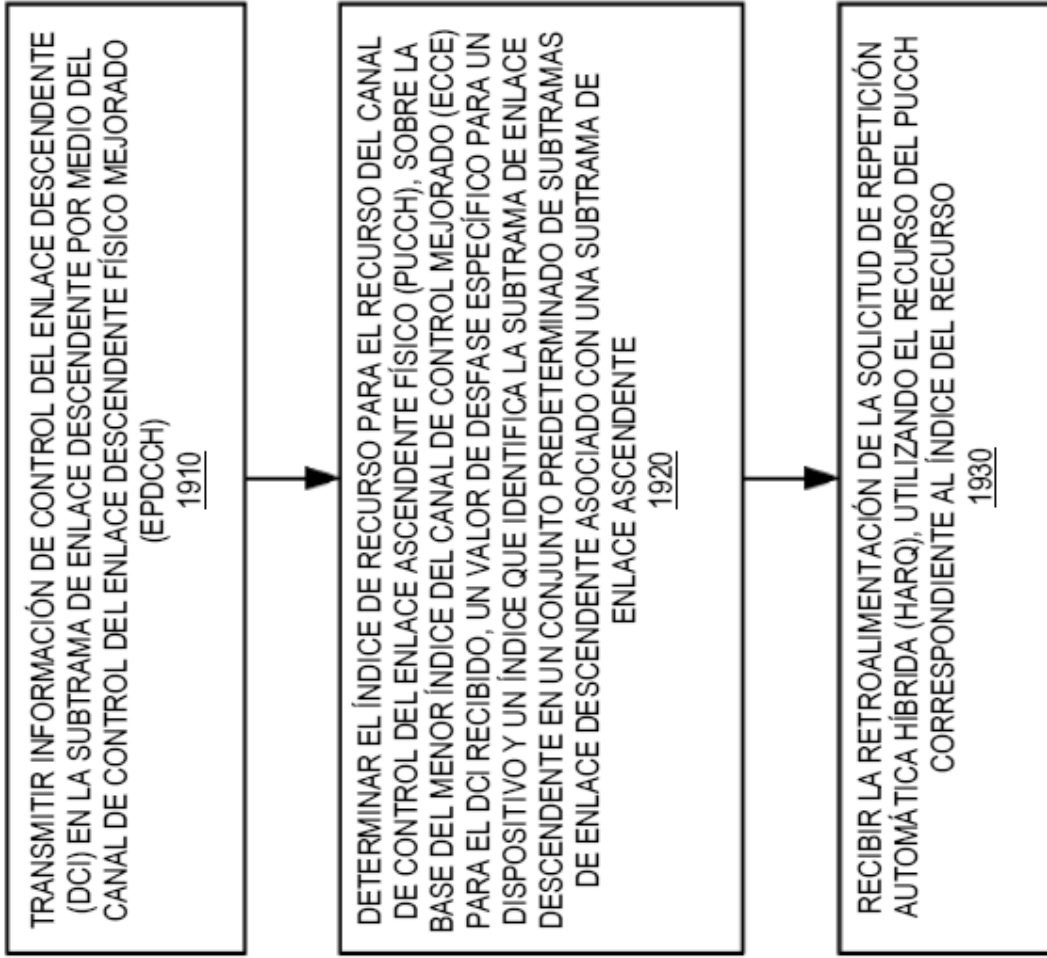 TRANSMITIR INFORMACIÓN DE CONTROL DEL ENLACE DESCENDENTE
(DCI) EN LA SUBTRAMA DE ENLACE DESCENDENTE POR MEDIO DEL
CANAL DE CONTROL DEL ENLACE DESCENDENTE FÍSICO MEJORADO
(EPDCCH)
1910
DETERMINAR EL ÍNDICE DE RECURSO PARA EL RECURSO DEL CANAL
DE CONTROL DEL ENLACE ASCENDENTE FÍSICO (PUCCH), SOBRE LA
BASE DEL MENOR ÍNDICE DEL CANAL DE CONTROL MEJORADO (ECCE)
PARA EL DCI RECIBIDO, UN VALOR DE DESFASE ESPECÍFICO PARA UN
DISPOSITIVO Y UN ÍNDICE QUE IDENTIFICA LA SUBTRAMA DE ENLACE
DESCENDENTE EN UN CONJUNTO PREDETERMINADO DE SUBTRAMAS
DE ENLACE DESCENDENTE ASOCIADO CON UNA SUBTRAMA DE
ENLACE ASCENDENTE
1920
RECIBIR LA RETROALIMENTACIÓN DE LA SOLICITUD DE REPETICIÓN
AUTOMÁTICA HÍBRIDA (HARQ), UTILIZANDO EL RECURSO DEL PUCCH
CORRESPONDIENTE AL ÍNDICE DEL RECURSO
1930